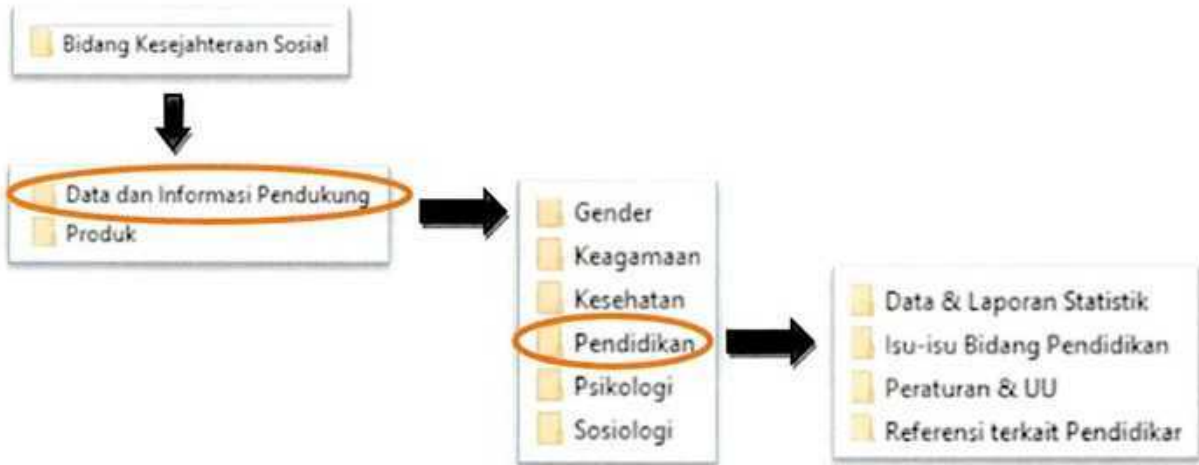 Bidang Kesejahteraan Sosial
Data dan Informasi Pendukung
Produk
Gender
Keagamaan
Kesehatan
Pendidikan
Psikologi
Sosiologi
Data & Laporan Statistik
Isu-isu Bidang Pendidikan
Peraturan & UU
Referensi terkait Pendidikar